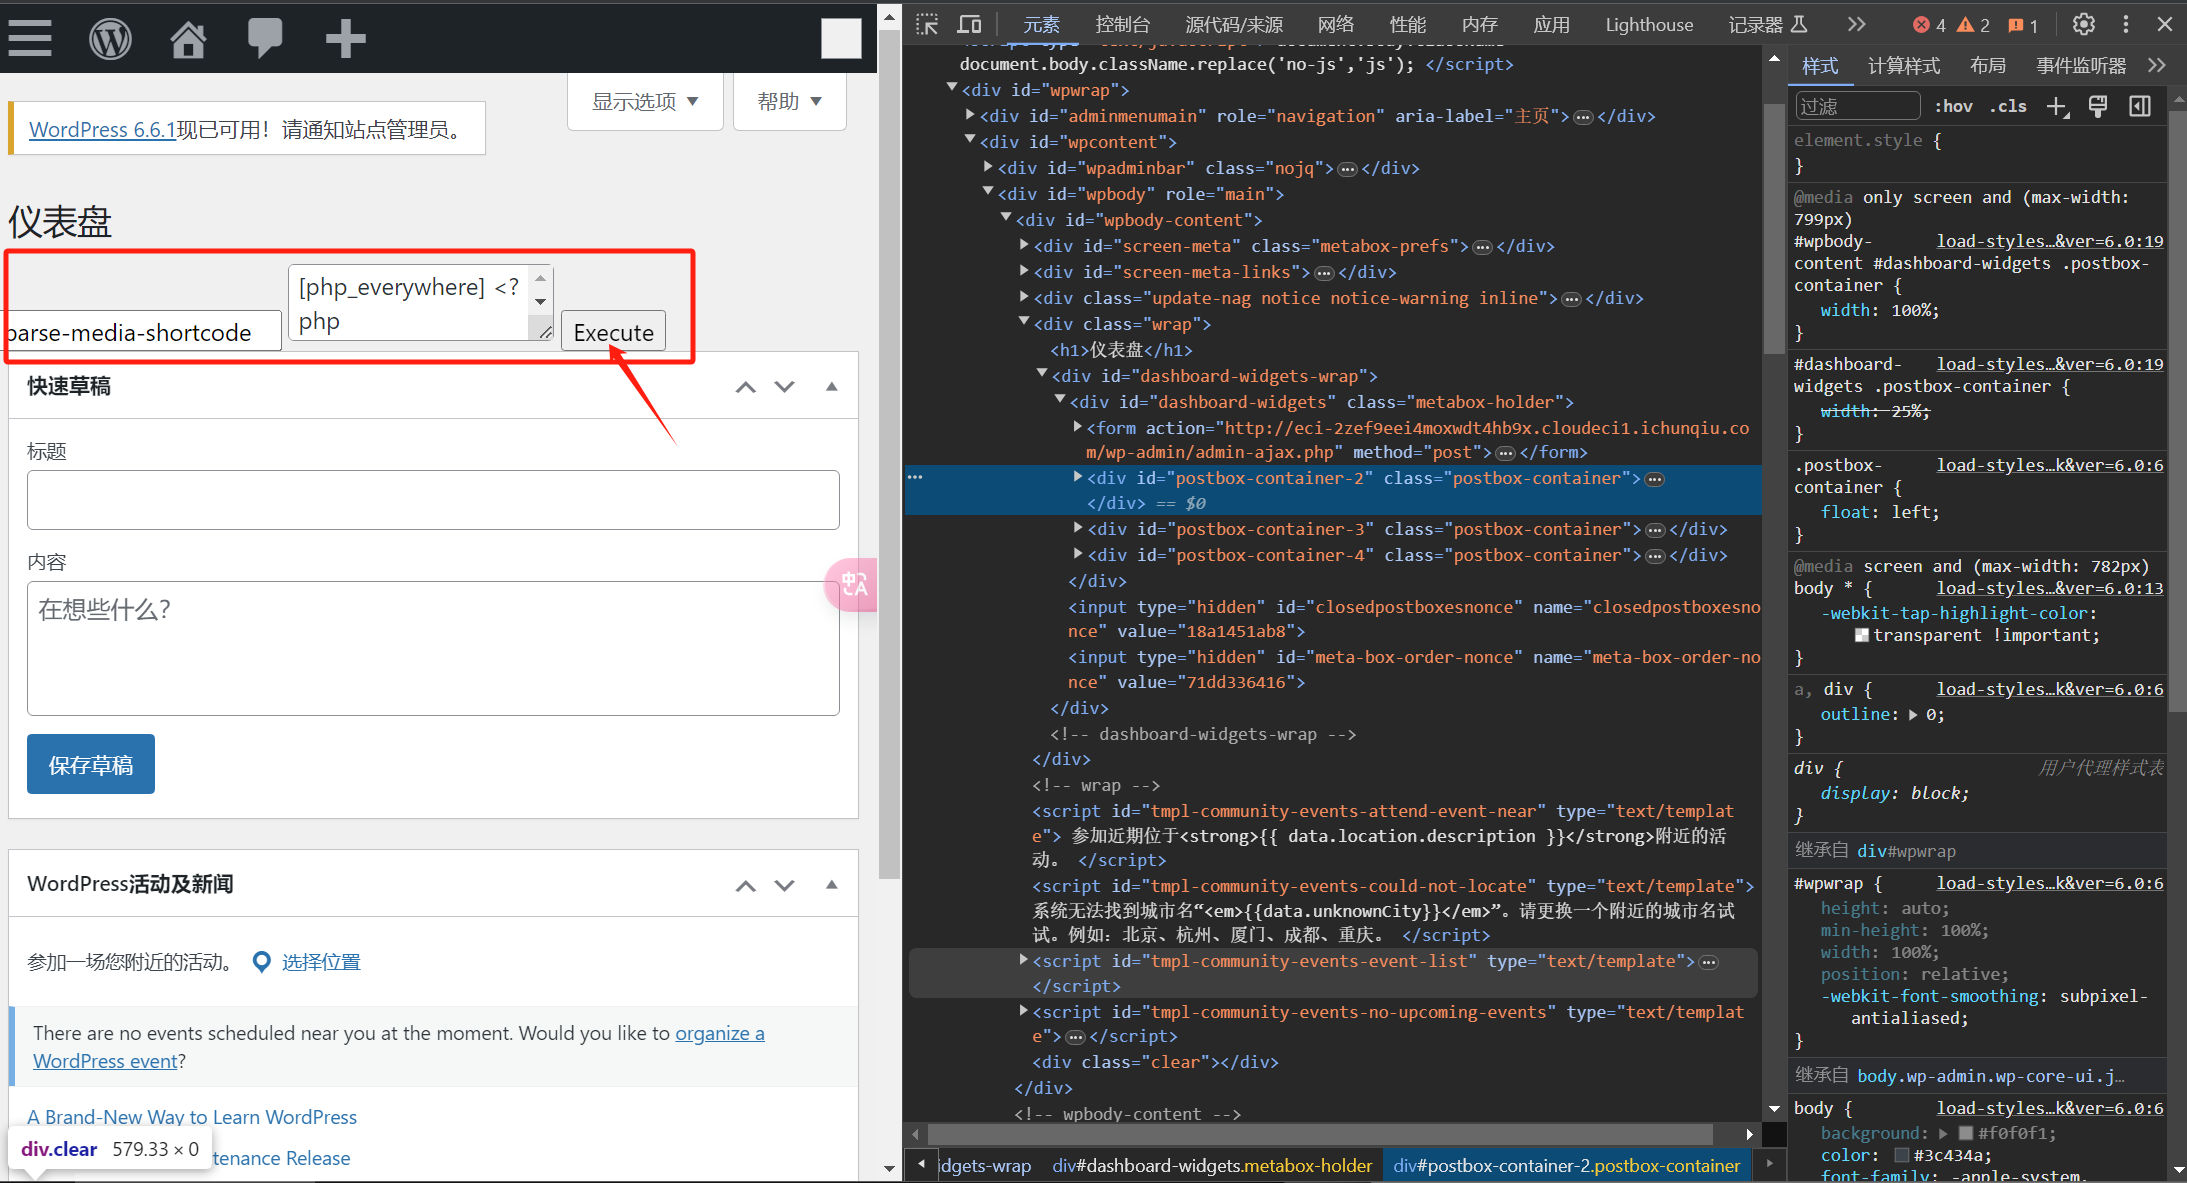 显示选项 ▼
帮助 ▼
WordPress 6.6.1现已可用！请通知站点管理员。
仪表盘
parse-media-shortcode
[php_everywhere] <?
php
Execute
快速草稿
标题
内容
在想些什么？
保存草稿
WordPress活动及新闻
参加一场您附近的活动。 选择位置
There are no events scheduled near you at the moment. Would you like to organize a
WordPress event?
A Brand-New Way to Learn WordPress
tenance Release
div.clear 579.33 × 0
中A
元素 控制台 源代码/来源 网络 性能 内存 应用 Lighthouse 记录器 4 2 1
document.body.className.replace('no-js','js'); </script>
<div id="wpwrap">
<div id="adminmenumain" role="navigation" aria-label="主页">…</div>
<div id="wpcontent">
<div id="wpadminbar" class="nojq">…</div>
<div id="wpbody" role="main">
<div id="wpbody-content">
<div id="screen-meta" class="metabox-prefs">…</div>
<div id="screen-meta-links">…</div>
<div class="update-nag notice notice-warning inline">…</div>
<div class="wrap">
<h1>仪表盘</h1>
<div id="dashboard-widgets-wrap">
<div id="dashboard-widgets" class="metabox-holder">
<form action="http://eci-2zef9eei4moxwdt4hb9x.cloudeci1.ichunqiu.co
m/wp-admin/admin-ajax.php" method="post">…</form>
<div id="postbox-container-2" class="postbox-container">…
</div> == $0
<div id="postbox-container-3" class="postbox-container">…</div>
<div id="postbox-container-4" class="postbox-container">…</div>
</div>
<input type="hidden" id="closedpostboxesnonce" name="closedpostboxesno
nce" value="18a1451ab8">
<input type="hidden" id="meta-box-order-nonce" name="meta-box-order-no
nce" value="71dd336416">
</div>
<!-- dashboard-widgets-wrap -->
</div>
<!-- wrap -->
<script id="tmpl-community-events-attend-event-near" type="text/templat
e"> 参加近期位于<strong>{{ data.location.description }}</strong>附近的活
动。 </script>
<script id="tmpl-community-events-could-not-locate" type="text/template">
系统无法找到城市名“<em>{{data.unknownCity}}</em>”。请更换一个附近的城市名试
试。例如：北京、杭州、厦门、成都、重庆。 </script>
<script id="tmpl-community-events-event-list" type="text/template">…
</script>
<script id="tmpl-community-events-no-upcoming-events" type="text/templat
e">…</script>
<div class="clear"></div>
</div>
<!-- wpbody-content -->
idgets-wrap div#dashboard-widgets.metabox-holder div#postbox-container-2.postbox-container
样式 计算样式 布局 事件监听器
过滤 :hov .cls
element.style {
}
@media only screen and (max-width:
799px)
#wpbody- load-styles…&ver=6.0:19
content #dashboard-widgets .postbox-
container {
width: 100%;
}
#dashboard- load-styles…&ver=6.0:19
widgets .postbox-container {
width: 25%;
}
.postbox- load-styles…k&ver=6.0:6
container {
float: left;
}
@media screen and (max-width: 782px)
body * { load-styles…&ver=6.0:13
-webkit-tap-highlight-color:
transparent !important;
}
a, div { load-styles…k&ver=6.0:6
outline: ▶ 0;
}
div { 用户代理样式表
display: block;
}
继承自 div#wpwrap
#wpwrap { load-styles…k&ver=6.0:6
height: auto;
min-height: 100%;
width: 100%;
position: relative;
-webkit-font-smoothing: subpixel-
antialiased;
}
继承自 body.wp-admin.wp-core-ui.j…
body { load-styles…k&ver=6.0:6
background: ▶ #f0f0f1;
color: #3c434a;
font-family: -apple-system,